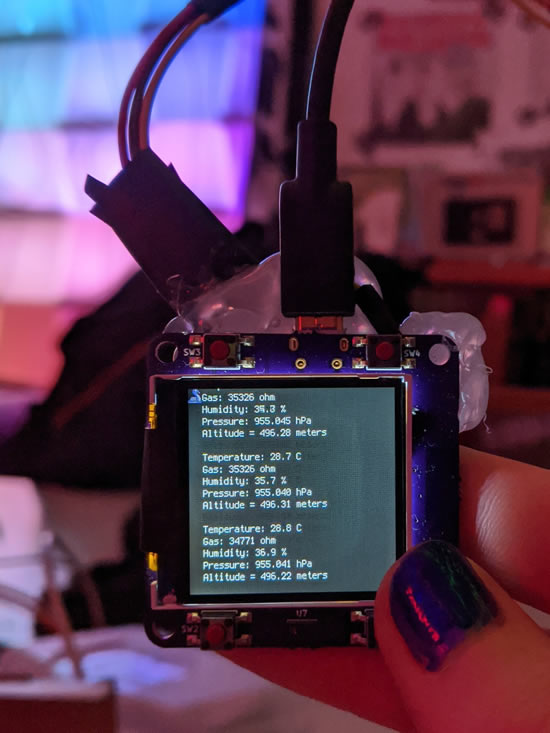 SW3
SW4
Gas: 35326 ohm
Humidity: %
Pressure: 955.045 hPa
Altitude = 496.28 meters
Temperature: 28.7 C
Gas: 35326 ohm
Humidity: 35.7 %
Pressure: 955.040 hPa
Altitude = 496.31 meters
Temperature: 28.8 C
Gas: 34771 ohm
Humidity: 36.9 %
Pressure: 955.041 hPa
Altitude = 496.22 meters
SW2
U7